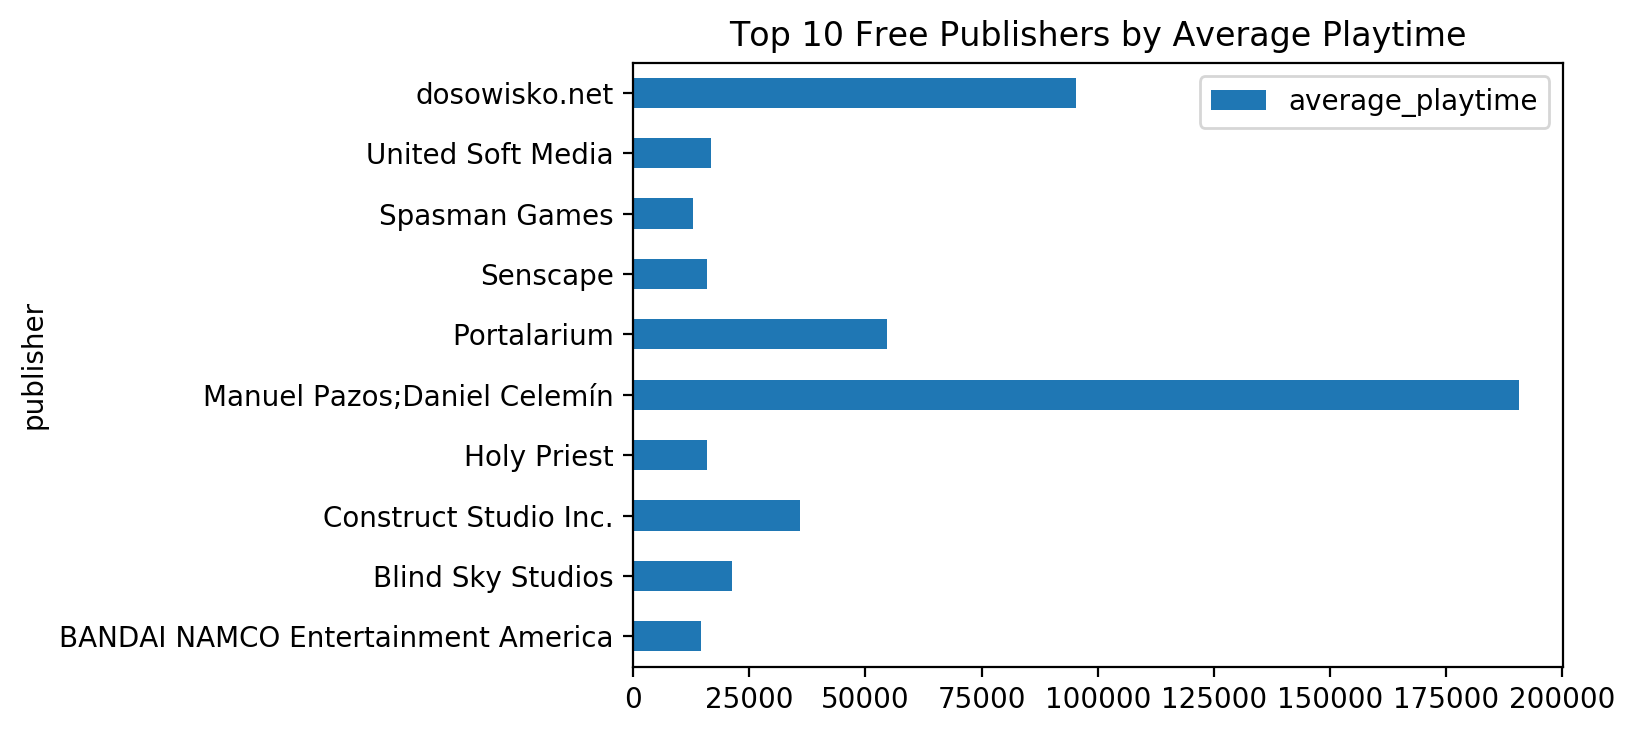 Top 10 Free Publishers by Average Playtime
average_playtime
publisher
dosowisko.net
United Soft Media
Spasman Games
Senscape
Portalarium
Manuel Pazos;Daniel Celemín
Holy Priest
Construct Studio Inc.
Blind Sky Studios
BANDAI NAMCO Entertainment America
0 25000 50000 75000 100000 125000 150000 175000 200000